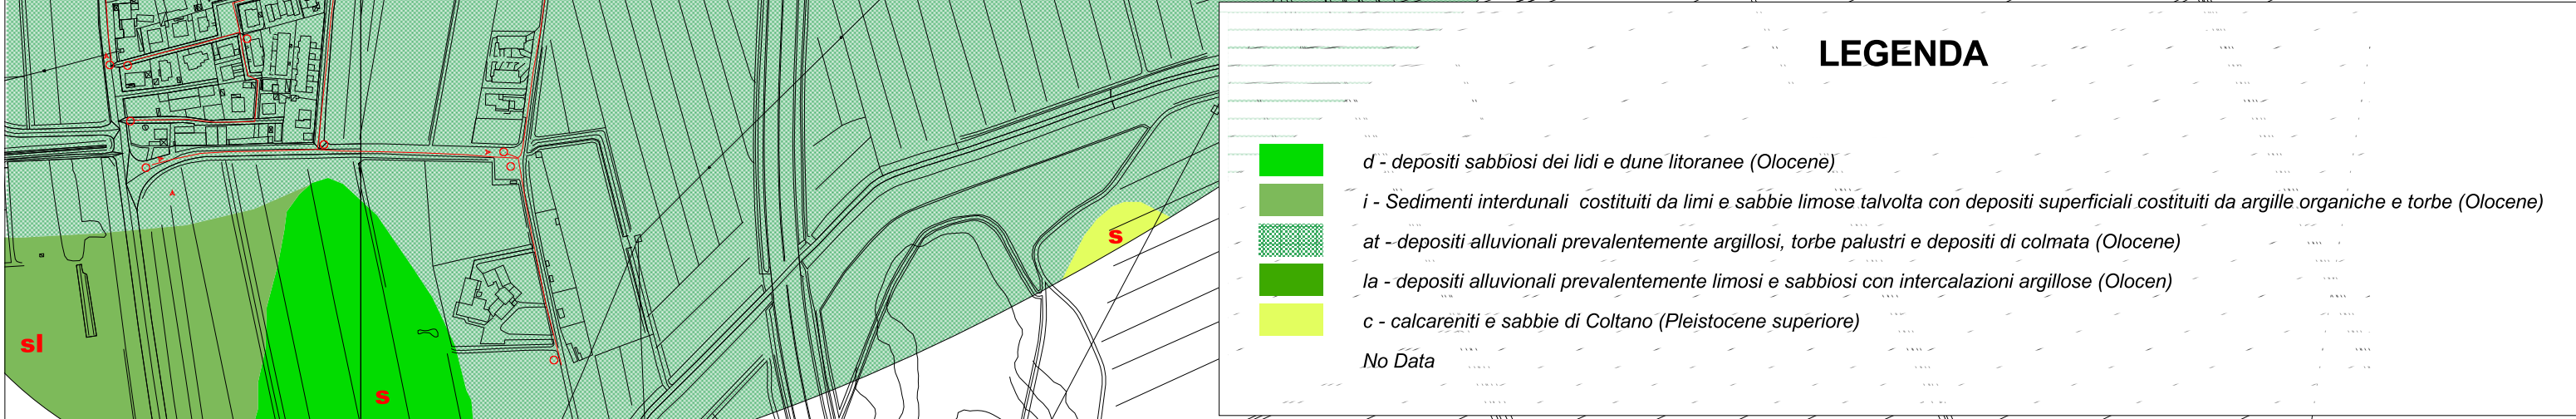 LEGENDA
d - depositi sabbiosi dei lidi e dune litoranee (Olocene)
i - Sedimenti interdunali costituiti da limi e sabbie limose talvolta con depositi superficiali costituiti da argille organiche e torbe (Olocene)
at - depositi alluvionali prevalentemente argillosi, torbe palustri e depositi di colmata (Olocene)
la - depositi alluvionali prevalentemente limosi e sabbiosi con intercalazioni argillose (Olocen)
c - calcareniti e sabbie di Coltano (Pleistocene superiore)
No Data
s
sl
s